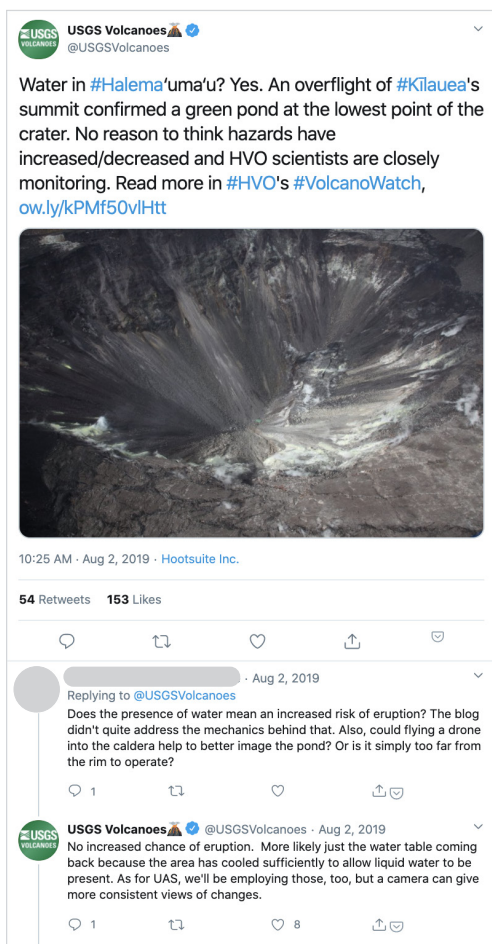 USGS
VOLCANOES
USGS Volcanoes
@USGSVolcanoes
Water in #Halemaʻumaʻu? Yes. An overflight of #Kīlauea's
summit confirmed a green pond at the lowest point of the
crater. No reason to think hazards have
increased/decreased and HVO scientists are closely
monitoring. Read more in #HVO's #VolcanoWatch,
ow.ly/kPMf50vlHtt
10:25 AM · Aug 2, 2019 · Hootsuite Inc.
54 Retweets 153 Likes
· Aug 2, 2019
Replying to @USGSVolcanoes
Does the presence of water mean an increased risk of eruption? The blog
didn't quite address the mechanics behind that. Also, could flying a drone
into the caldera help to better image the pond? Or is it simply too far from
the rim to operate?
1
USGS
VOLCANOES
USGS Volcanoes @USGSVolcanoes · Aug 2, 2019
No increased chance of eruption. More likely just the water table coming
back because the area has cooled sufficiently to allow liquid water to be
present. As for UAS, we'll be employing those, too, but a camera can give
more consistent views of changes.
1 8